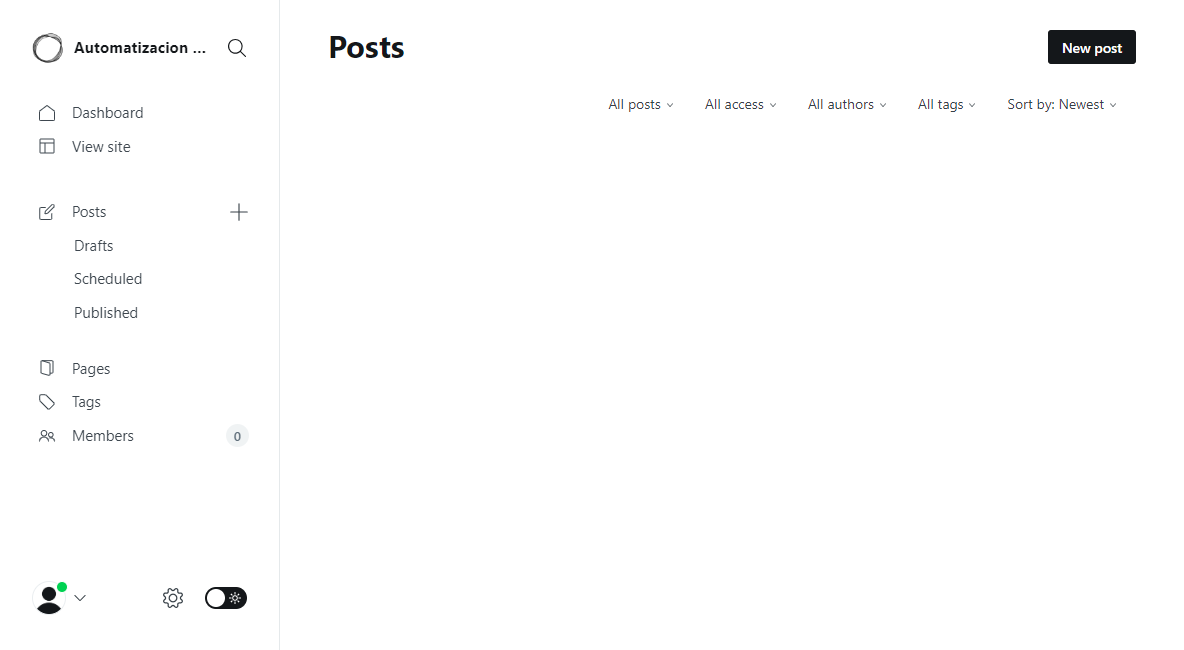 Automatizacion ...
Dashboard
View site
Posts
Drafts
Scheduled
Published
Pages
Tags
Members 0
Posts
New post
All posts All access All authors All tags Sort by: Newest